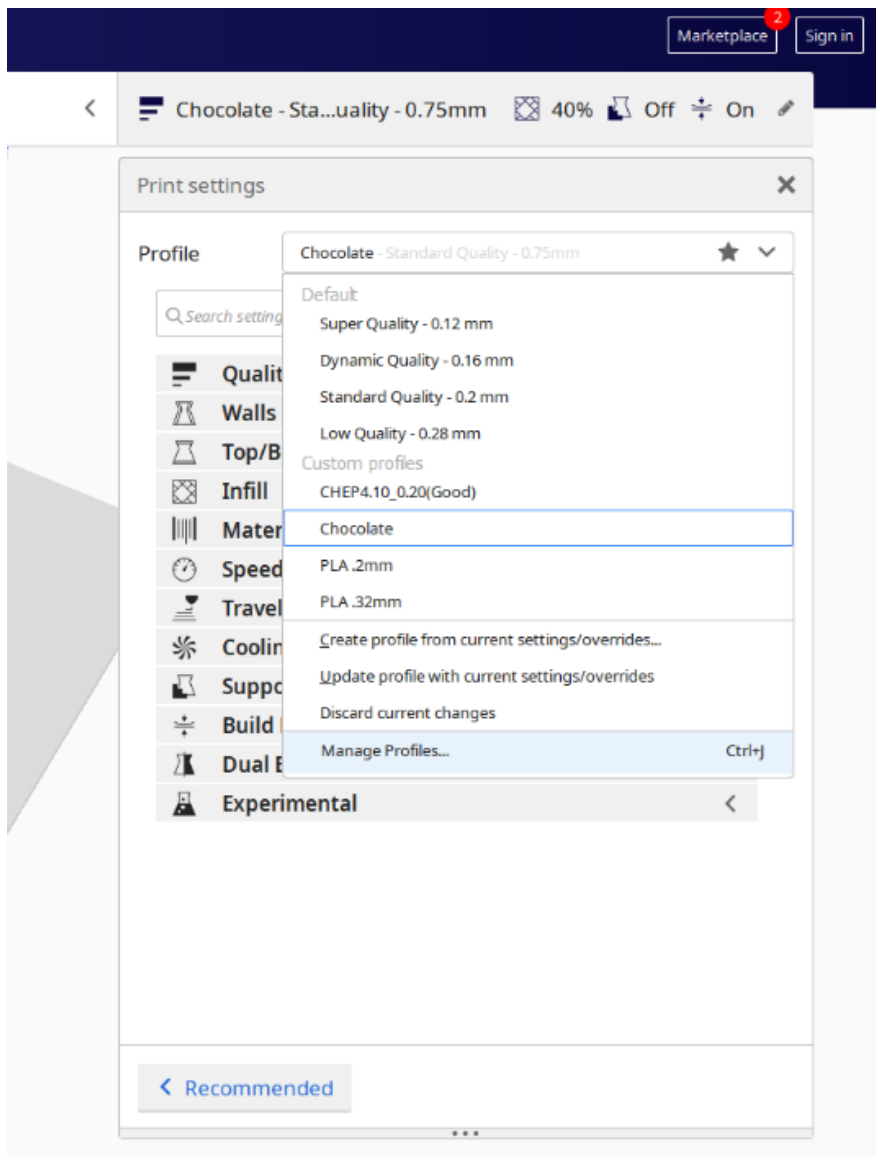 Marketplace 2 Sign in
Chocolate - Sta...uality - 0.75mm 40% Off On
Print settings
Profile Chocolate - Standard Quality - 0.75mm
Default
Search setting
Super Quality - 0.12 mm
Dynamic Quality - 0.16 mm
Qualit
Standard Quality - 0.2 mm
Walls
Low Quality - 0.28 mm
Top/B
Custom profiles
Infill
CHEP4.10_0.20(Good)
Mater
Chocolate
Speed
PLA .2mm
Travel
PLA .32mm
Coolin
Create profile from current settings/overrides...
Suppo
Update profile with current settings/overrides
Build
Discard current changes
Dual E
Manage Profiles... Ctrl+J
Experimental
Recommended